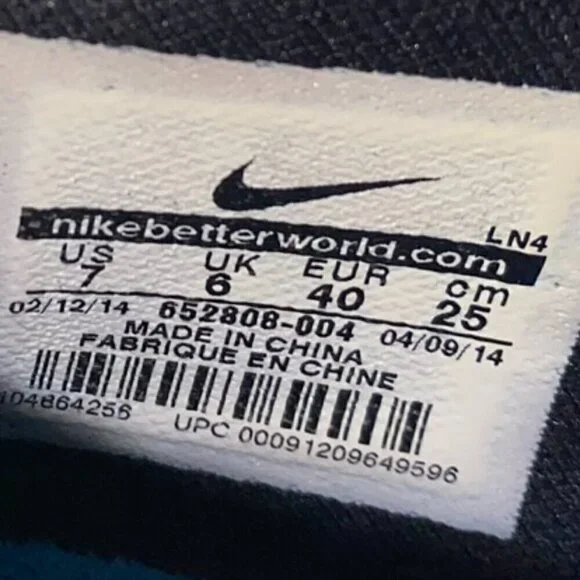 LN4
nikebetterworld.com
US UK EUR cm
7 6 40 25
02/12/14 652808-004 04/09/14
MADE IN CHINA
FABRIQUE EN CHINE
UPC 00091209649596